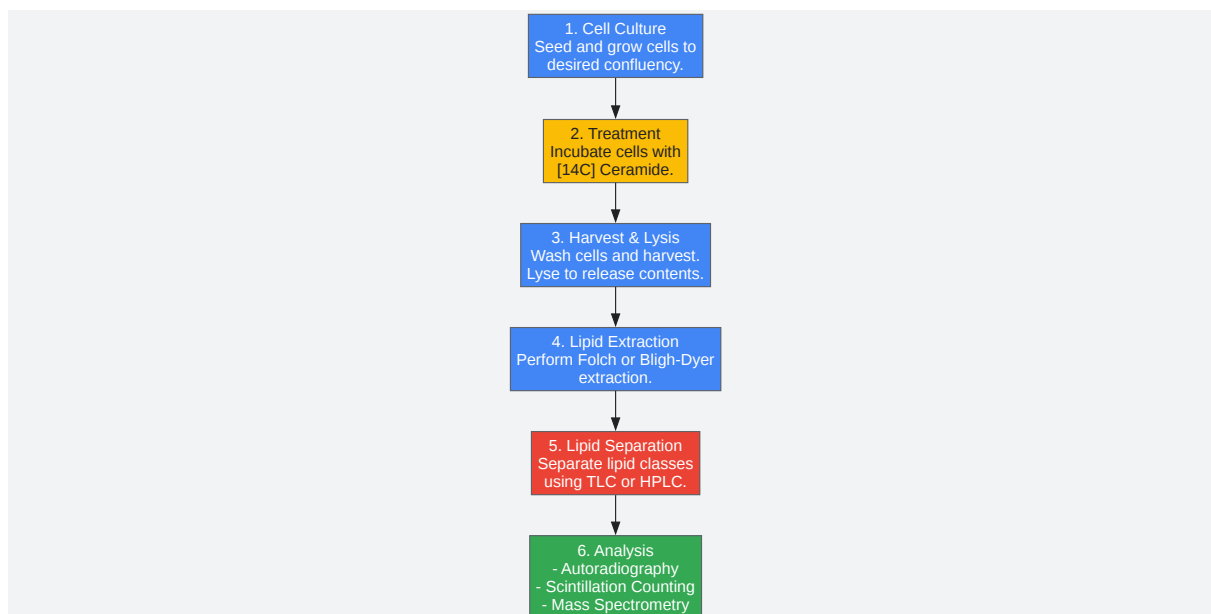 1. Cell Culture
Seed and grow cells to
desired confluency.
2. Treatment
Incubate cells with
[14C] Ceramide.
3. Harvest & Lysis
Wash cells and harvest.
Lyse to release contents.
4. Lipid Extraction
Perform Folch or Bligh-Dyer
extraction.
5. Lipid Separation
Separate lipid classes
using TLC or HPLC.
6. Analysis
- Autoradiography
- Scintillation Counting
- Mass Spectrometry